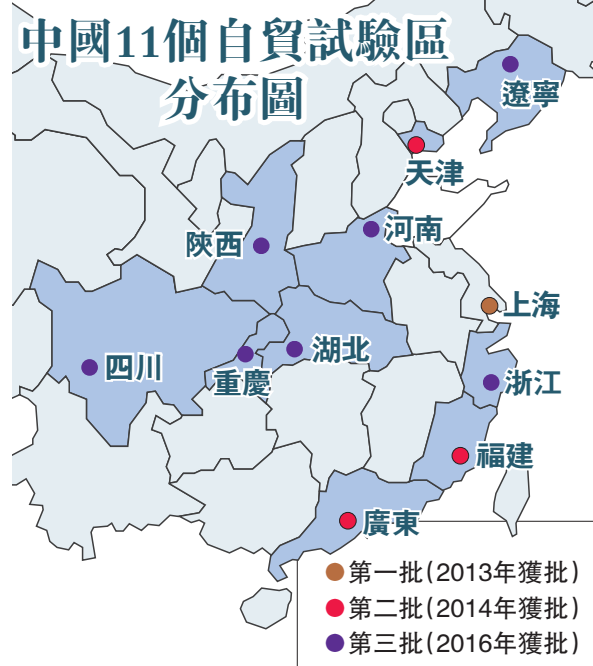 中國11個自貿試驗區
分布圖
遼寧
天津
河南
陝西
上海
湖北
四川
重慶
浙江
福建
廣東
第一批(2013年獲批)
第二批(2014年獲批)
第三批(2016年獲批)